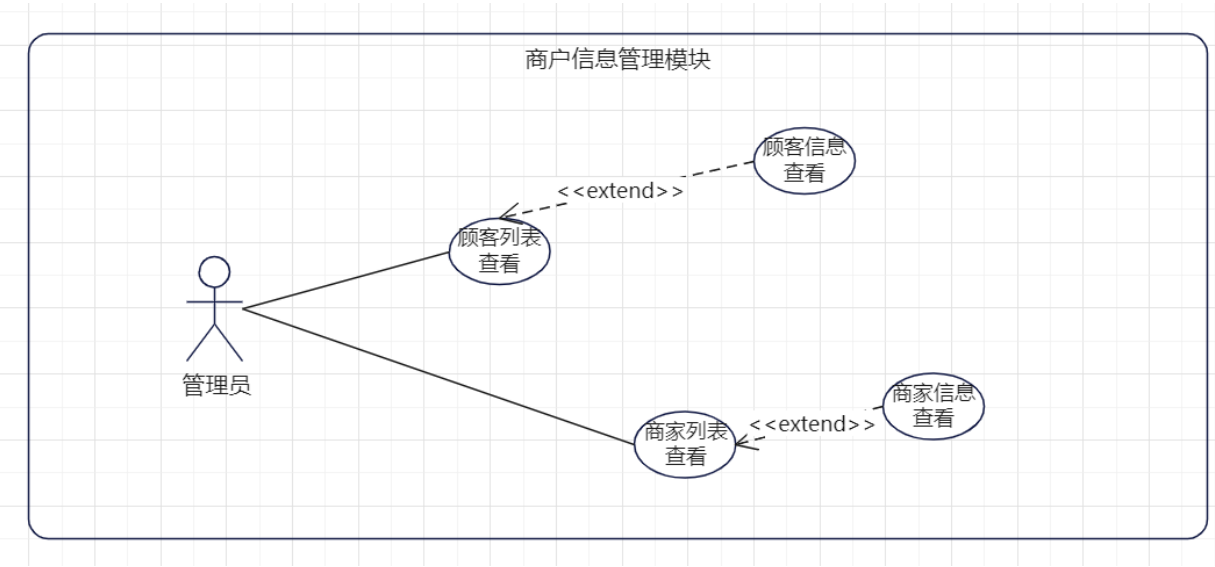 商户信息管理模块
顾客信息
查看
<<extend>>
顾客列表
查看
管理员
商家信息
查看
<<extend>>
商家列表
查看